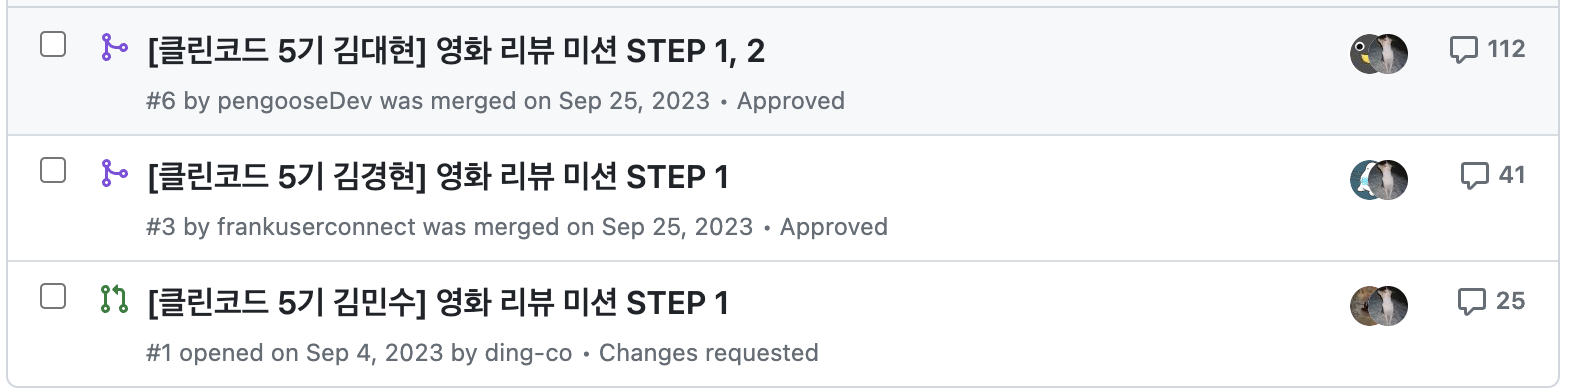 [클린코드 5기 김대현] 영화 리뷰 미션 STEP 1, 2
112
#6 by pengooseDev was merged on Sep 25, 2023 • Approved
[클린코드 5기 김경현] 영화 리뷰 미션 STEP 1
41
#3 by frankuserconnect was merged on Sep 25, 2023 • Approved
[클린코드 5기 김민수] 영화 리뷰 미션 STEP 1
25
#1 opened on Sep 4, 2023 by ding-co • Changes requested